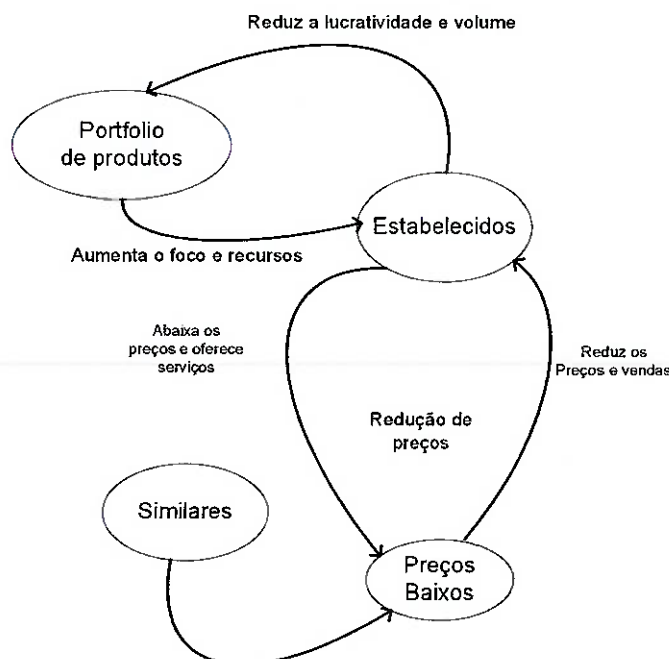 Reduz a lucratividade e volume
Portfolio
de produtos
Estabelecidos
Aumenta o foco e recursos
Abaixa os
preços e oferece
serviços
Reduz os
Preços e vendas
Redução de
preços
Similares
Preços
Baixos